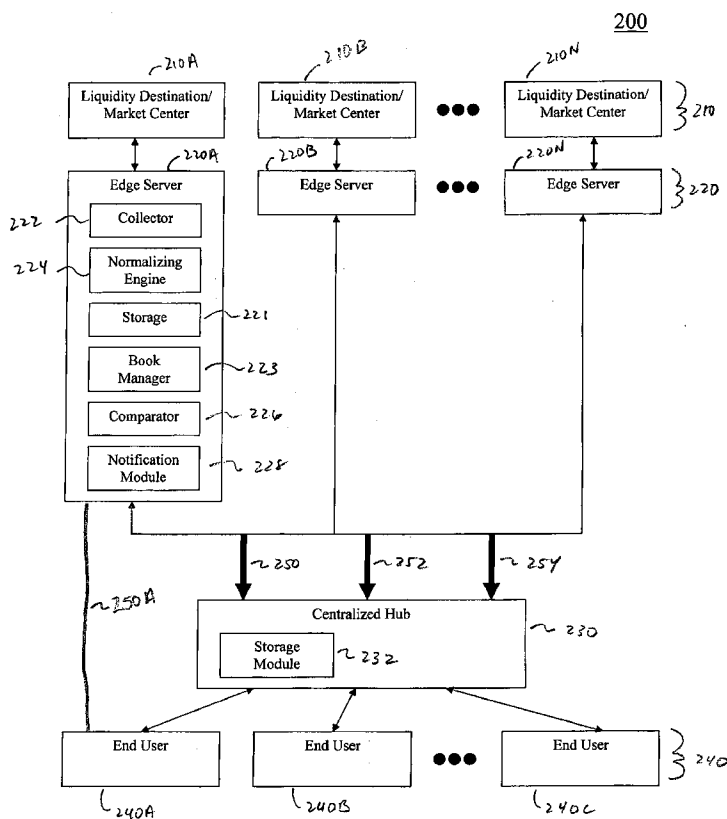 200
210A
210B
210N
Liquidity Destination/
Market Center
Liquidity Destination/
Market Center
Liquidity Destination/
Market Center
210
220A
220B
220N
Edge Server
Edge Server
Edge Server
220
222
Collector
224
Normalizing
Engine
Storage
221
Book
Manager
223
Comparator
226
Notification
Module
228
250A
250
252
254
Centralized Hub
230
Storage
Module
232
End User
End User
End User
240
240A
240B
240C